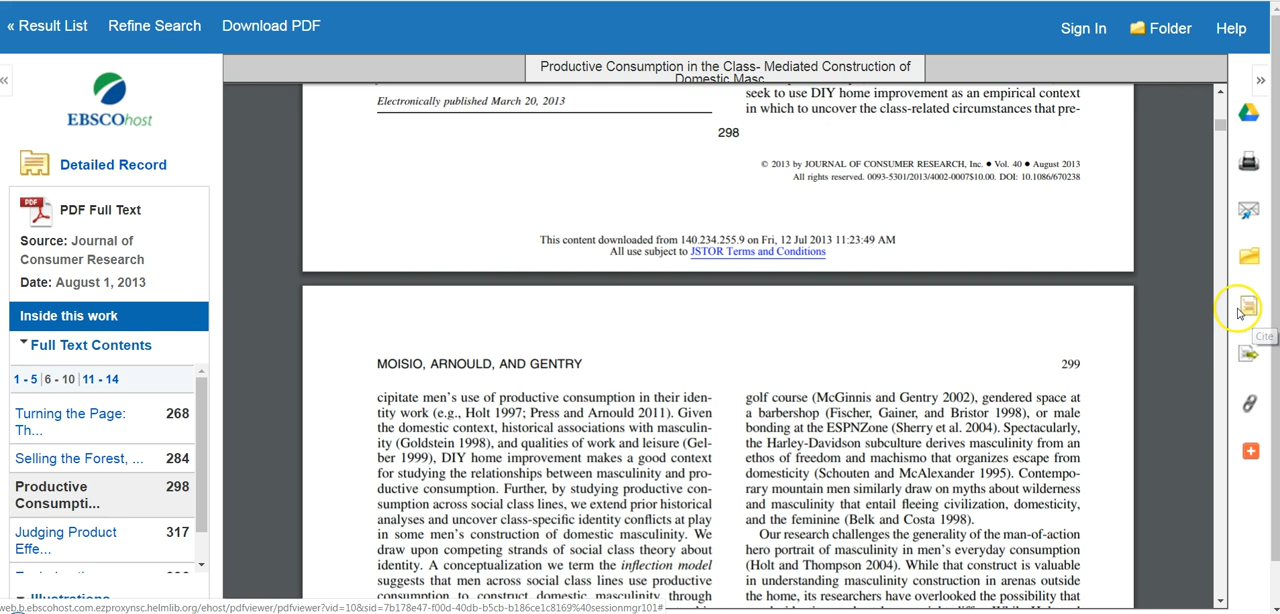 « Result List Refine Search Download PDF Sign In Folder Help
Productive Consumption in the Class- Mediated Construction of
Domestic Masc
«
»
EBSCOhost
Detailed Record
PDF
PDF Full Text
Source: Journal of
Consumer Research
Date: August 1, 2013
Inside this work
Full Text Contents
1 - 5 | 6 - 10 | 11 - 14
Turning the Page: 268
Th...
Selling the Forest, ... 284
Productive 298
Consumpti...
Judging Product 317
Effe...
Illustrations
Electronically published March 20, 2013
seek to use DIY home improvement as an empirical context
in which to uncover the class-related circumstances that pre-
298
© 2013 by JOURNAL OF CONSUMER RESEARCH, Inc. ● Vol. 40 ● August 2013
All rights reserved. 0093-5301/2013/4002-0007$10.00. DOI: 10.1086/670238
This content downloaded from 140.234.255.9 on Fri, 12 Jul 2013 11:23:49 AM
All use subject to JSTOR Terms and Conditions
MOISIO, ARNOULD, AND GENTRY 299
cipitate men's use of productive consumption in their iden-
tity work (e.g., Holt 1997; Press and Arnould 2011). Given
the domestic context, historical associations with masculin-
ity (Goldstein 1998), and qualities of work and leisure (Gel-
ber 1999), DIY home improvement makes a good context
for studying the relationships between masculinity and pro-
ductive consumption. Further, by studying productive con-
sumption across social class lines, we extend prior historical
analyses and uncover class-specific identity conflicts at play
in some men's construction of domestic masculinity. We
draw upon competing strands of social class theory about
identity. A conceptualization we term the inflection model
suggests that men across social class lines use productive
consumption to construct domestic masculinity through
golf course (McGinnis and Gentry 2002), gendered space at
a barbershop (Fischer, Gainer, and Bristor 1998), or male
bonding at the ESPNZone (Sherry et al. 2004). Spectacularly,
the Harley-Davidson subculture derives masculinity from an
ethos of freedom and machismo that organizes escape from
domesticity (Schouten and McAlexander 1995). Contempo-
rary mountain men similarly draw on myths about wilderness
and masculinity that entail fleeing civilization, domesticity,
and the feminine (Belk and Costa 1998).
Our research challenges the generality of the man-of-action
hero portrait of masculinity in men's everyday consumption
(Holt and Thompson 2004). While that construct is valuable
in understanding masculinity construction in arenas outside
the home, its researchers have overlooked the possibility that
Cite
web.b.ebscohost.com.ezproxynsc.helmlib.org/ehost/pdfviewer/pdfviewer?vid=10&sid=7b178e47-f00d-40db-b5cb-b186ce1c8169%40sessionmgr101#